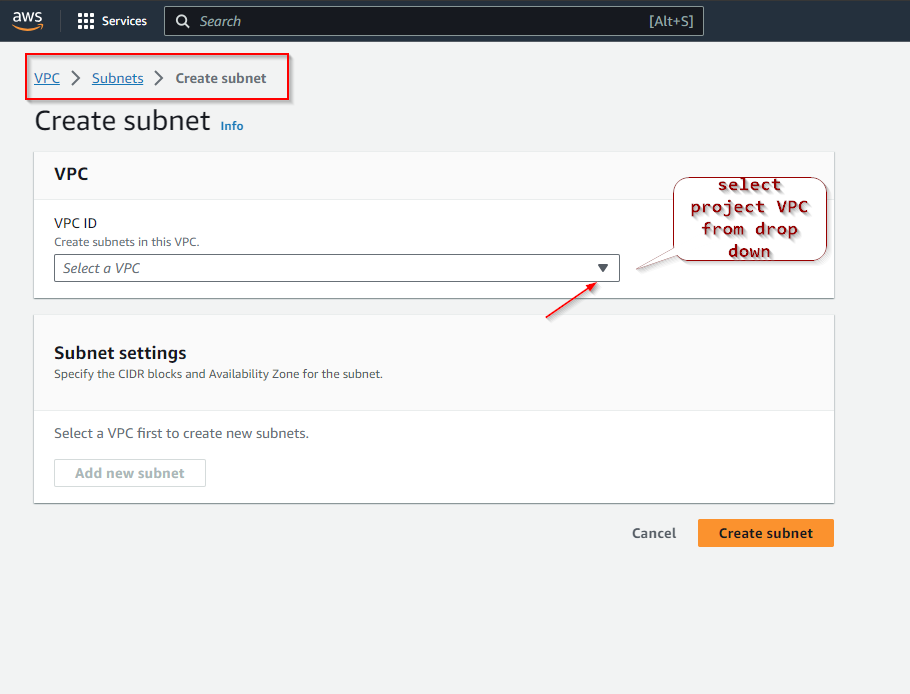 aws Services Search [Alt+S]
VPC > Subnets > Create subnet
Create subnet Info
VPC
VPC ID
Create subnets in this VPC.
Select a VPC
select
project VPC
from drop
down
Subnet settings
Specify the CIDR blocks and Availability Zone for the subnet.
Select a VPC first to create new subnets.
Add new subnet
Cancel Create subnet